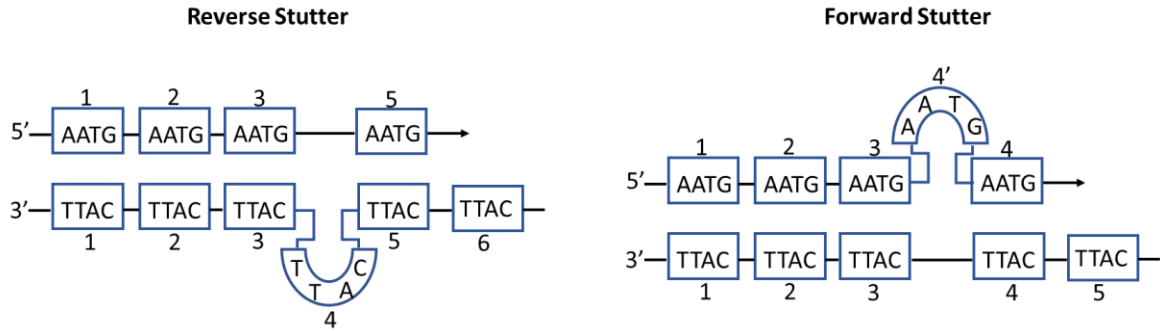 Reverse Stutter
1 2 3 5
5’ AATG AATG AATG AATG
3’ TTAC TTAC TTAC TTAC TTAC
1 2 3 5 6
T T A C
4
Forward Stutter
4’
A A T G
1 2 3 4
5’ AATG AATG AATG AATG
3’ TTAC TTAC TTAC TTAC TTAC
1 2 3 4 5